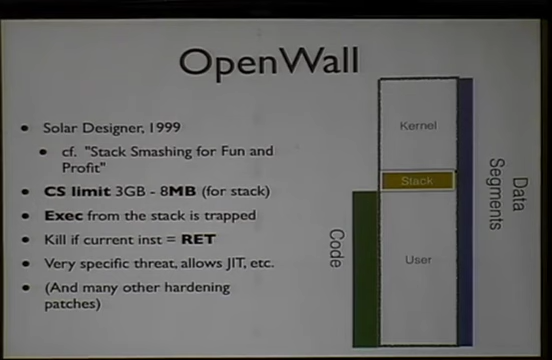 OpenWall
Solar Designer, 1999
cf. "Stack Smashing for Fun and
Profit"
CS limit 3GB - 8MB (for stack)
Exec from the stack is trapped
Kill if current inst = RET
Very specific threat, allows JIT, etc.
(And many other hardening
patches)
Kernel
Stack
User
Code
Data
Segments